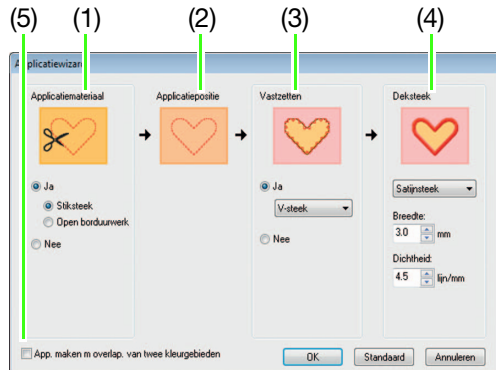 (5) (1) (2) (3) (4)
Applicatiewizard
Applicatiemateriaal
Applicatiepositie
Vastzetten
Deksteek
Ja
Stiksteek
Open borduurwerk
Nee
Ja
V-steek
Nee
Satijnsteek
Breedte:
3.0 mm
Dichtheid:
4.5 lijn/mm
App. maken m overlap. van twee kleurgebieden
OK Standaard Annuleren